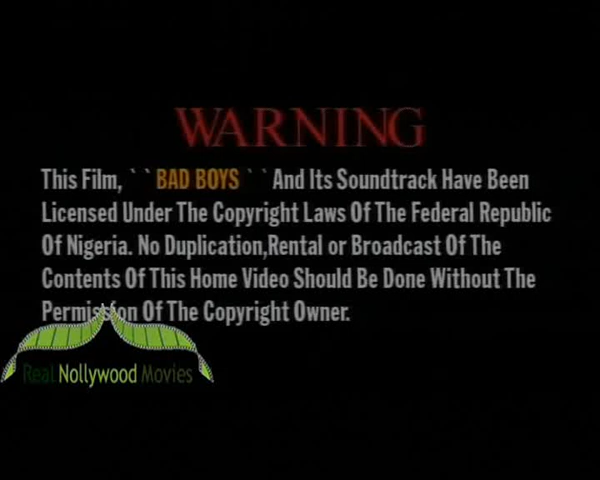 WARNING
This Film, ``BAD BOYS`` And Its Soundtrack Have Been
Licensed Under The Copyright Laws Of The Federal Republic
Of Nigeria. No Duplication,Rental or Broadcast Of The
Contents Of This Home Video Should Be Done Without The
Permission Of The Copyright Owner.
Real Nollywood Movies